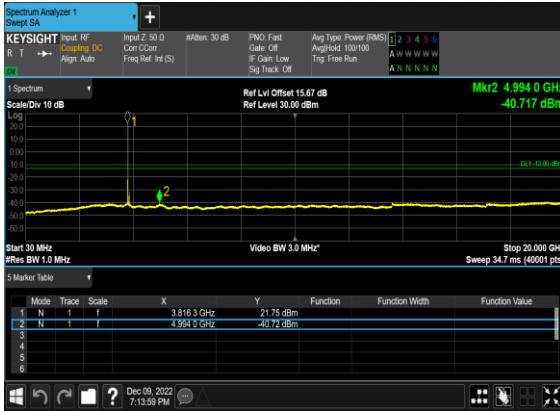 Spectrum Analyzer 1
Swept SA
+
KEYSIGHT Input: RF Input Z: 50 Ω #Atten: 30 dB PNO: Fast Avg Type: Power (RMS) 1 2 3 4 5 6
R T Coupling: DC Corr CCorr Gate: Off Avg|Hold: 100/100 A W W W W W
Align: Auto Freq Ref: Int (S) IF Gain: Low Trig: Free Run
Sig Track: Off A N N N N N
1 Spectrum Ref Lvl Offset 15.67 dB Mkr2 4.994 0 GHz
Scale/Div 10 dB Ref Level 30.00 dBm -40.717 dBm
Log
20.0
10.0
0.00
-10.0
DL1 -13.00 dBm
-20.0
-30.0
-40.0
-50.0
-60.0
1
2
Start 30 MHz Video BW 3.0 MHz* Stop 20.000 GH
#Res BW 1.0 MHz Sweep 34.7 ms (40001 pts
5 Marker Table
Mode Trace Scale X Y Function Function Width Function Value
1 N 1 f 3.816 3 GHz 21.75 dBm
2 N 1 f 4.994 0 GHz -40.72 dBm
3
4
5
6
? Dec 09, 2022
7:13:59 PM